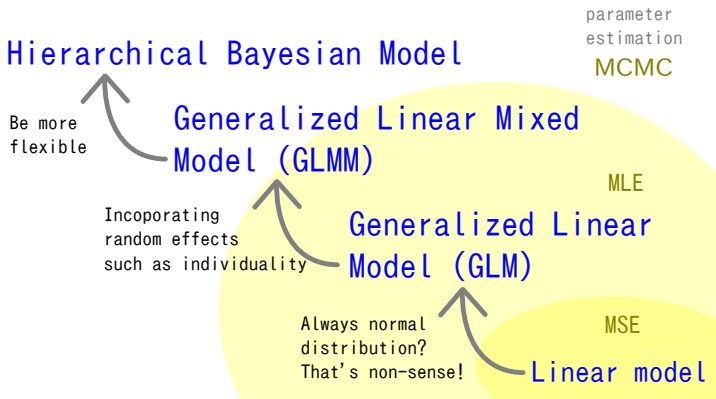 parameter
estimation
MCMC
Hierarchical Bayesian Model
Be more
flexible
Generalized Linear Mixed
Model (GLMM)
MLE
Incoporating
random effects
such as individuality
Generalized Linear
Model (GLM)
Always normal
distribution?
That's non-sense!
MSE
Linear model